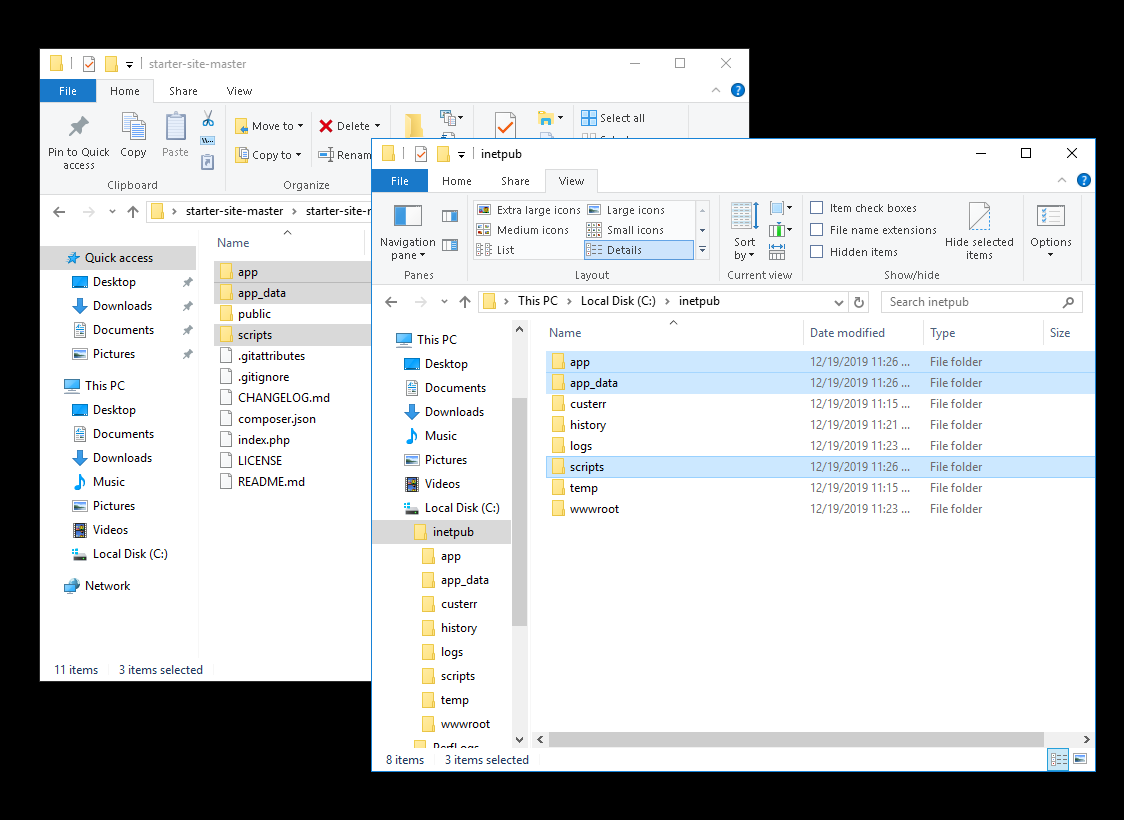 starter-site-master
File Home Share View
Pin to Quick access
Copy
Paste
Move to
Copy to
Delete
Select all
Clipboard
Organize
starter-site-master
Quick access
Desktop
Downloads
Documents
Pictures
This PC
Desktop
Documents
Downloads
Music
Pictures
Videos
Local Disk (C:)
Network
Name
app
app_data
public
scripts
.gitattributes
.gitignore
CHANGELOG.md
composer.json
index.php
LICENSE
README.md
11 items 3 items selected
inetpub
File Home Share View
Navigation pane
Extra large icons Large icons
Medium icons Small icons
List Details
Sort by
Item check boxes
File name extensions
Hidden items
Hide selected items
Options
Panes
Layout
Current view
Show/hide
This PC Local Disk (C:) inetpub
Search inetpub
This PC
Desktop
Documents
Downloads
Music
Pictures
Videos
Local Disk (C:)
inetpub
app
app_data
custerr
history
logs
scripts
temp
wwwroot
PerfLogs
Name Date modified Type Size
app 12/19/2019 11:26 ... File folder
app_data 12/19/2019 11:26 ... File folder
custerr 12/19/2019 11:15 ... File folder
history 12/19/2019 11:21 ... File folder
logs 12/19/2019 11:23 ... File folder
scripts 12/19/2019 11:26 ... File folder
temp 12/19/2019 11:15 ... File folder
wwwroot 12/19/2019 11:23 ... File folder
8 items 3 items selected